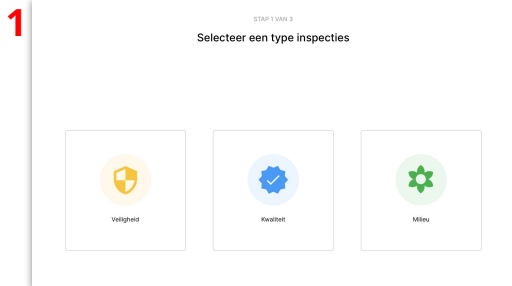 1
STAP 1 VAN 3
Selecteer een type inspecties
Veiligheid
Kwaliteit
Milieu